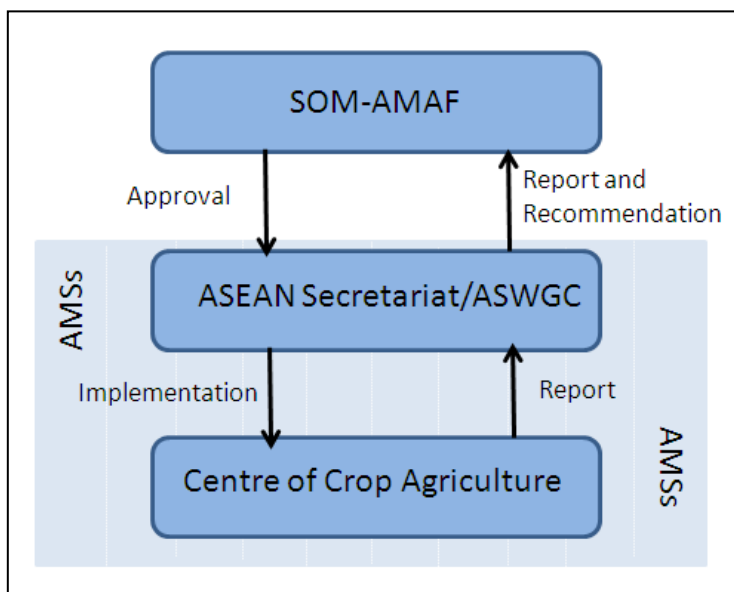 SOM-AMAF
Approval
Report and
Recommendation
AMSs
ASEAN Secretariat/ASWGC
Implementation
Report
Centre of Crop Agriculture
AMSs